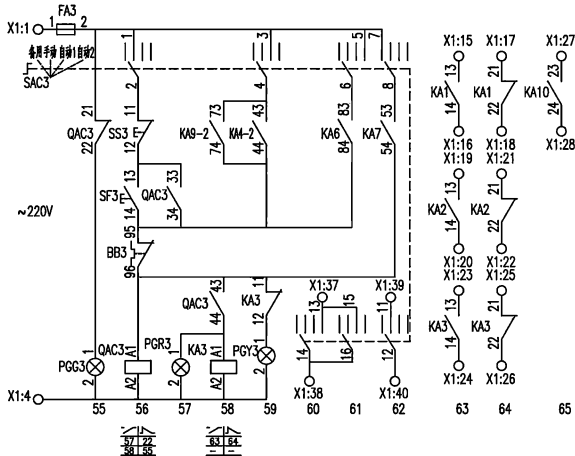 FA3
X1:1 1 2
备用 手动 自动1 自动2
SAC3
1 3 5 7
2 4 6 8
X1:15 X1:17 X1:27
13 21 23
KA1 KA1 KA10
14 22 24
X1:16 X1:18 X1:28
21 11 73 43 83 53
QAC3 SS3 KA9-2 KA4-2 KA6 KA7
22 12 74 44 84 54
X1:19 X1:21
13 21
KA2 KA2
14 22
X1:20 X1:22
13 33
SF3 QAC3
14 34
~220V
95
BB3
96
X1:23 X1:25
13 21
KA3 KA3
14 22
X1:24 X1:26
43 11
QAC3 KA3
44 12
X1:37 X1:39
13 15 11
14 16 12
X1:38 X1:40
1 A1 1 A1 1
PGG3 QAC3 PGR3 KA3 PGY3
2 A2 2 A2 2
X1:4
55 56 57 58 59 60 61 62 63 64 65
57 22 63 64
58 55 — —